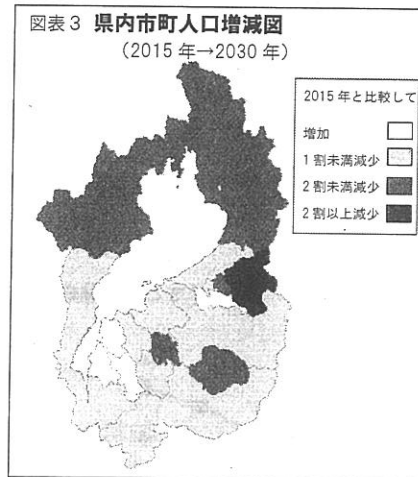 図表3 県内市町人口増減図
(2015年→2030年)
2015年と比較して
増加
1割未満減少
2割未満減少
2割以上減少